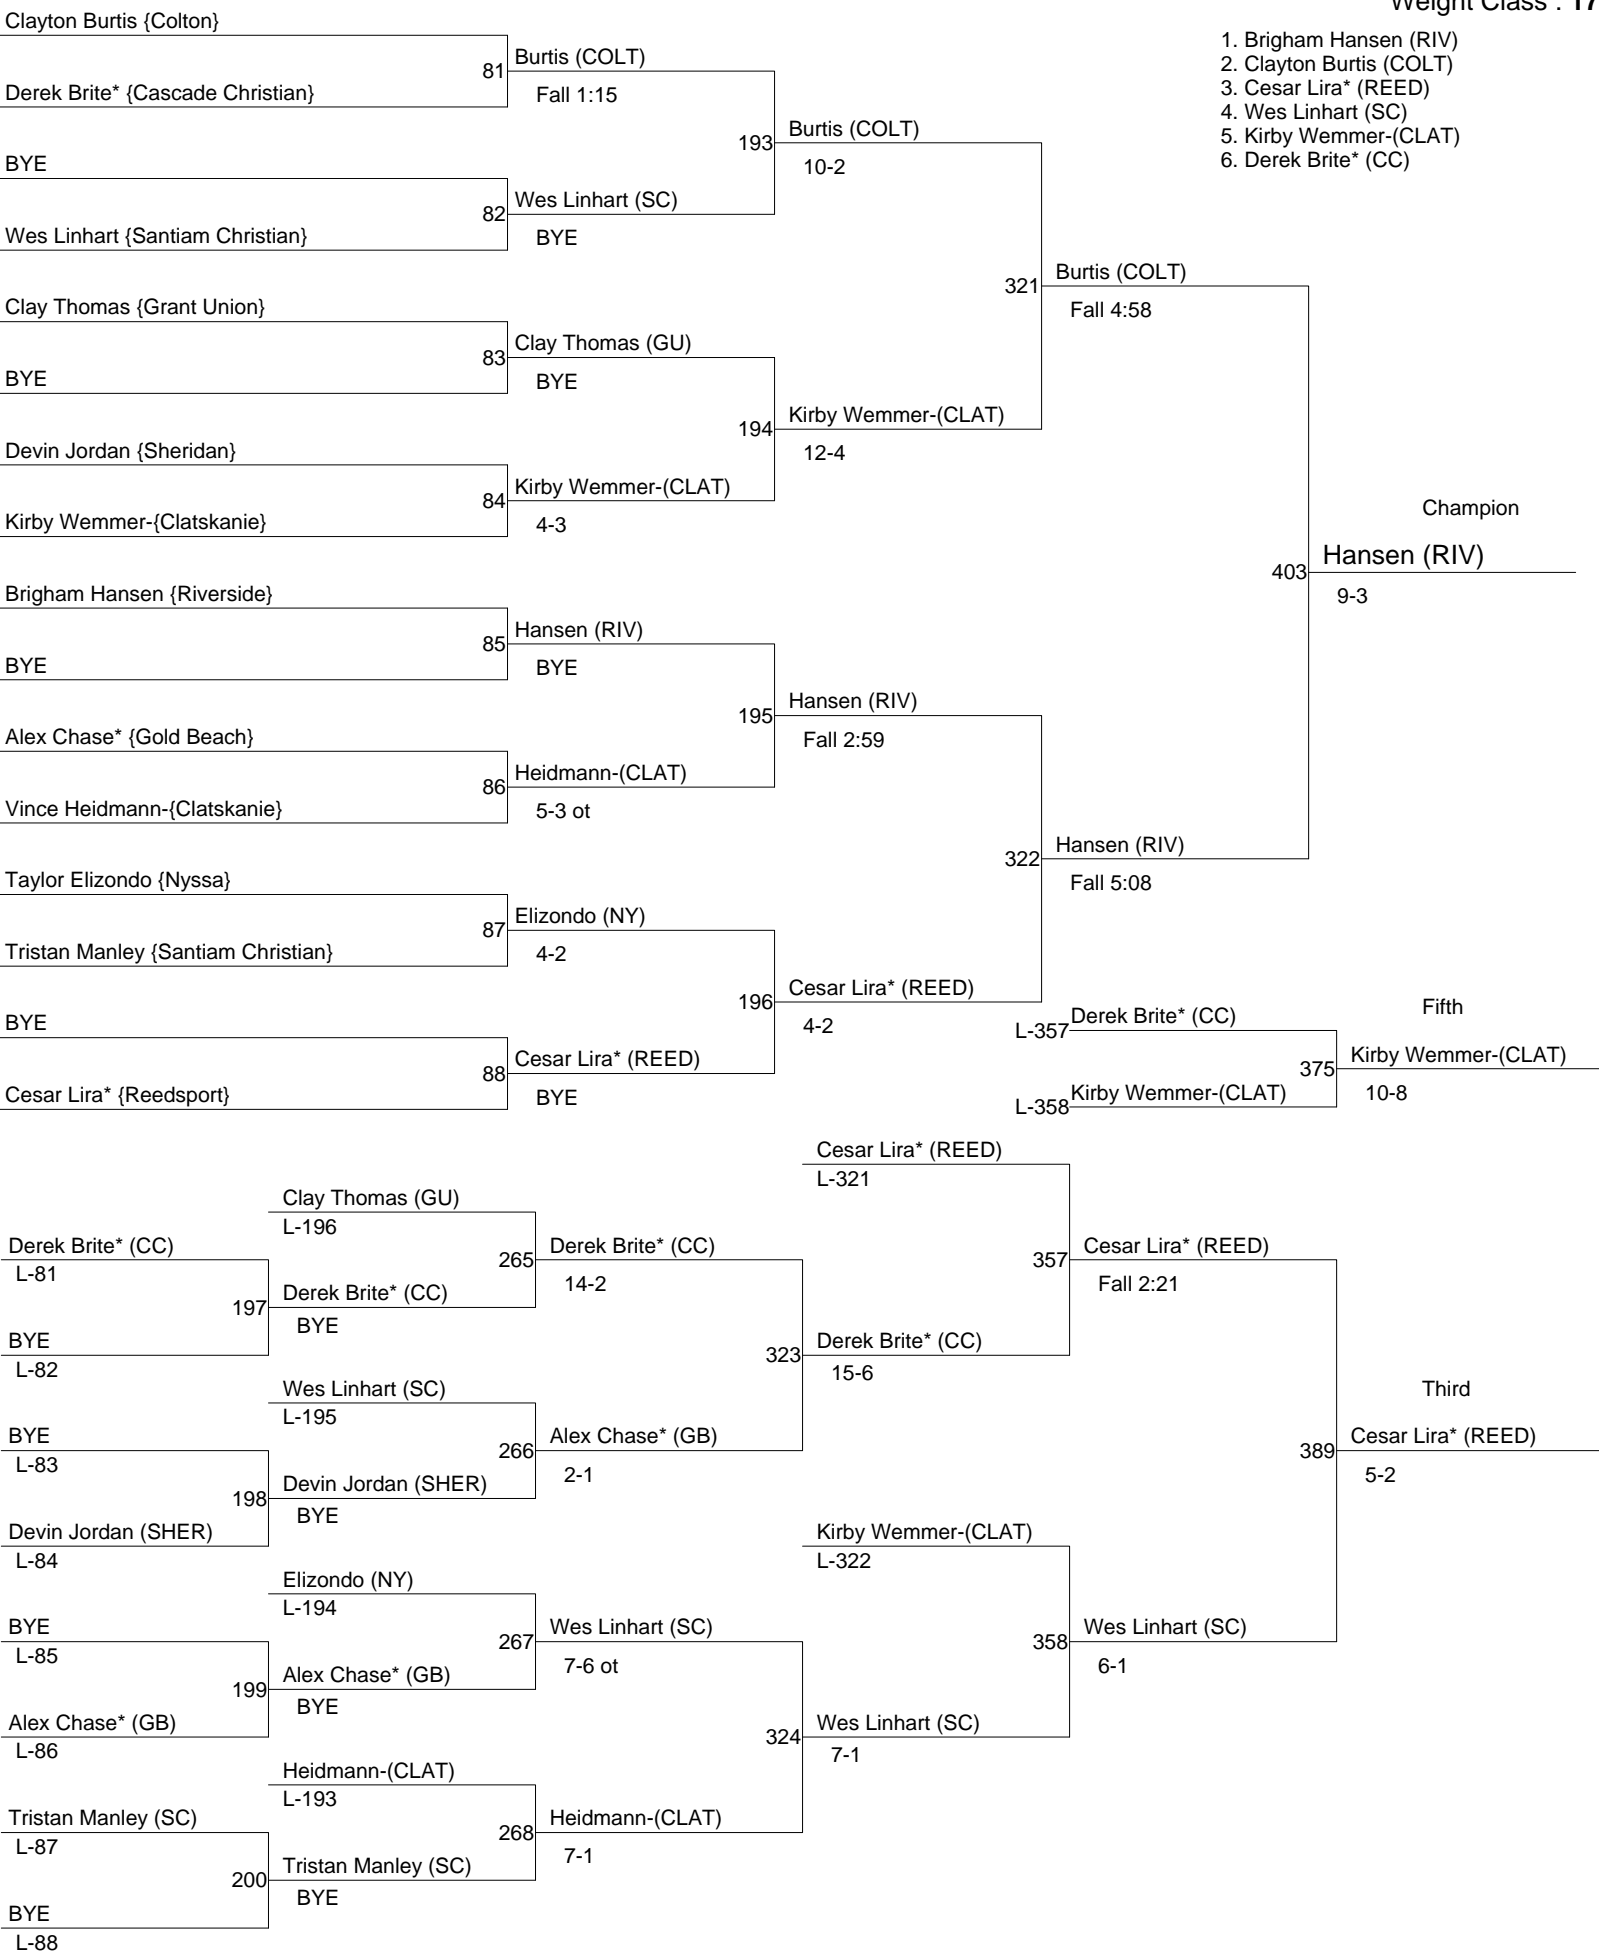 Weight Class : 17
1. Brigham Hansen (RIV)
2. Clayton Burtis (COLT)
3. Cesar Lira* (REED)
4. Wes Linhart (SC)
5. Kirby Wemmer-(CLAT)
6. Derek Brite* (CC)
Clayton Burtis {Colton}
81
Derek Brite* {Cascade Christian}
Burtis (COLT)
Fall 1:15
BYE
82
Wes Linhart {Santiam Christian}
Wes Linhart (SC)
BYE
193
Burtis (COLT)
10-2
Clay Thomas {Grant Union}
83
BYE
Clay Thomas (GU)
BYE
Devin Jordan {Sheridan}
84
Kirby Wemmer-{Clatskanie}
Kirby Wemmer-(CLAT)
4-3
194
Kirby Wemmer-(CLAT)
12-4
321
Burtis (COLT)
Fall 4:58
Brigham Hansen {Riverside}
85
BYE
Hansen (RIV)
BYE
Alex Chase* {Gold Beach}
86
Vince Heidmann-{Clatskanie}
Heidmann-(CLAT)
5-3 ot
195
Hansen (RIV)
Fall 2:59
Taylor Elizondo {Nyssa}
87
Tristan Manley {Santiam Christian}
Elizondo (NY)
4-2
BYE
88
Cesar Lira* {Reedsport}
Cesar Lira* (REED)
BYE
196
Cesar Lira* (REED)
4-2
322
Hansen (RIV)
Fall 5:08
Champion
403
Hansen (RIV)
9-3
Fifth
L-357
Derek Brite* (CC)
L-358
Kirby Wemmer-(CLAT)
375
Kirby Wemmer-(CLAT)
10-8
Derek Brite* (CC)
L-81
197
BYE
L-82
Clay Thomas (GU)
L-196
265
Derek Brite* (CC)
BYE
Derek Brite* (CC)
14-2
BYE
L-83
198
Devin Jordan (SHER)
L-84
Wes Linhart (SC)
L-195
266
Devin Jordan (SHER)
BYE
Alex Chase* (GB)
2-1
Cesar Lira* (REED)
L-321
323
Derek Brite* (CC)
15-6
357
Cesar Lira* (REED)
Fall 2:21
BYE
L-85
199
Alex Chase* (GB)
L-86
Elizondo (NY)
L-194
267
Alex Chase* (GB)
BYE
Wes Linhart (SC)
7-6 ot
Tristan Manley (SC)
L-87
200
BYE
L-88
Heidmann-(CLAT)
L-193
268
Tristan Manley (SC)
BYE
Heidmann-(CLAT)
7-1
Kirby Wemmer-(CLAT)
L-322
324
Wes Linhart (SC)
7-1
358
Wes Linhart (SC)
6-1
Third
389
Cesar Lira* (REED)
5-2